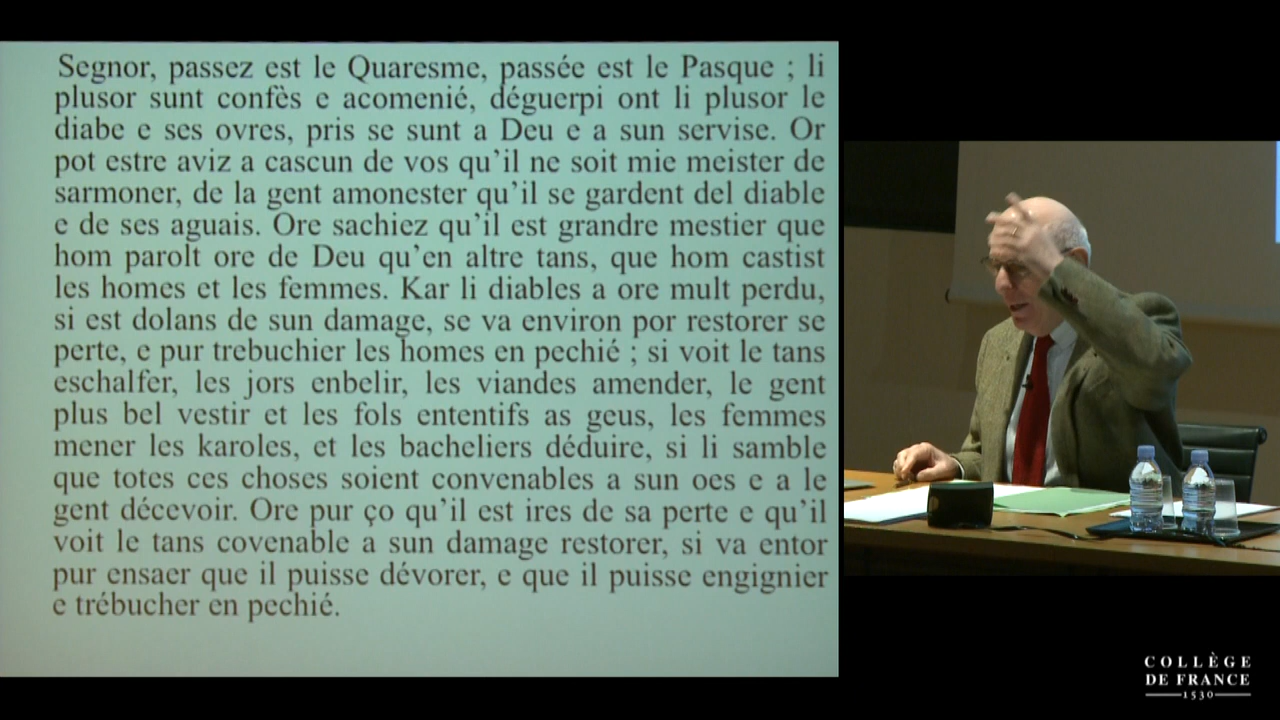 Segnor, passez est le Quaresme, passée est le Pasque ; li
plusor sunt confès e acomenié, déguerpi ont li plusor le
diabe e ses ovres, pris se sunt a Deu e a sun servise. Or
pot estre aviz a cascun de vos qu'il ne soit mie meister de
sarmoner, de la gent amonester qu'il se gardent del diable
e de ses aguais. Ore sachiez qu'il est grandre mestier que
hom parolt ore de Deu qu'en altre tans, que hom castist
les homes et les femmes. Kar li diables a ore mult perdu,
si est dolans de sun damage, se va environ por restorer se
perte, e pur trebuchier les homes en pechié ; si voit le tans
eschalfer, les jors enbelir, les viandes amender, le gent
plus bel vestir et les fols ententifs as geus, les femmes
mener les karoles, et les bacheliers déduire, si li samble
que totes ces choses soient convenables a sun oes e a le
gent décevoir. Ore pur ço qu'il est ires de sa perte e qu'il
voit le tans covenable a sun damage restorer, si va entor
pur ensaer que il puisse dévorer, e que il puisse engignier
e trébucher en pechié.
COLLÈGE
DE FRANCE
1530